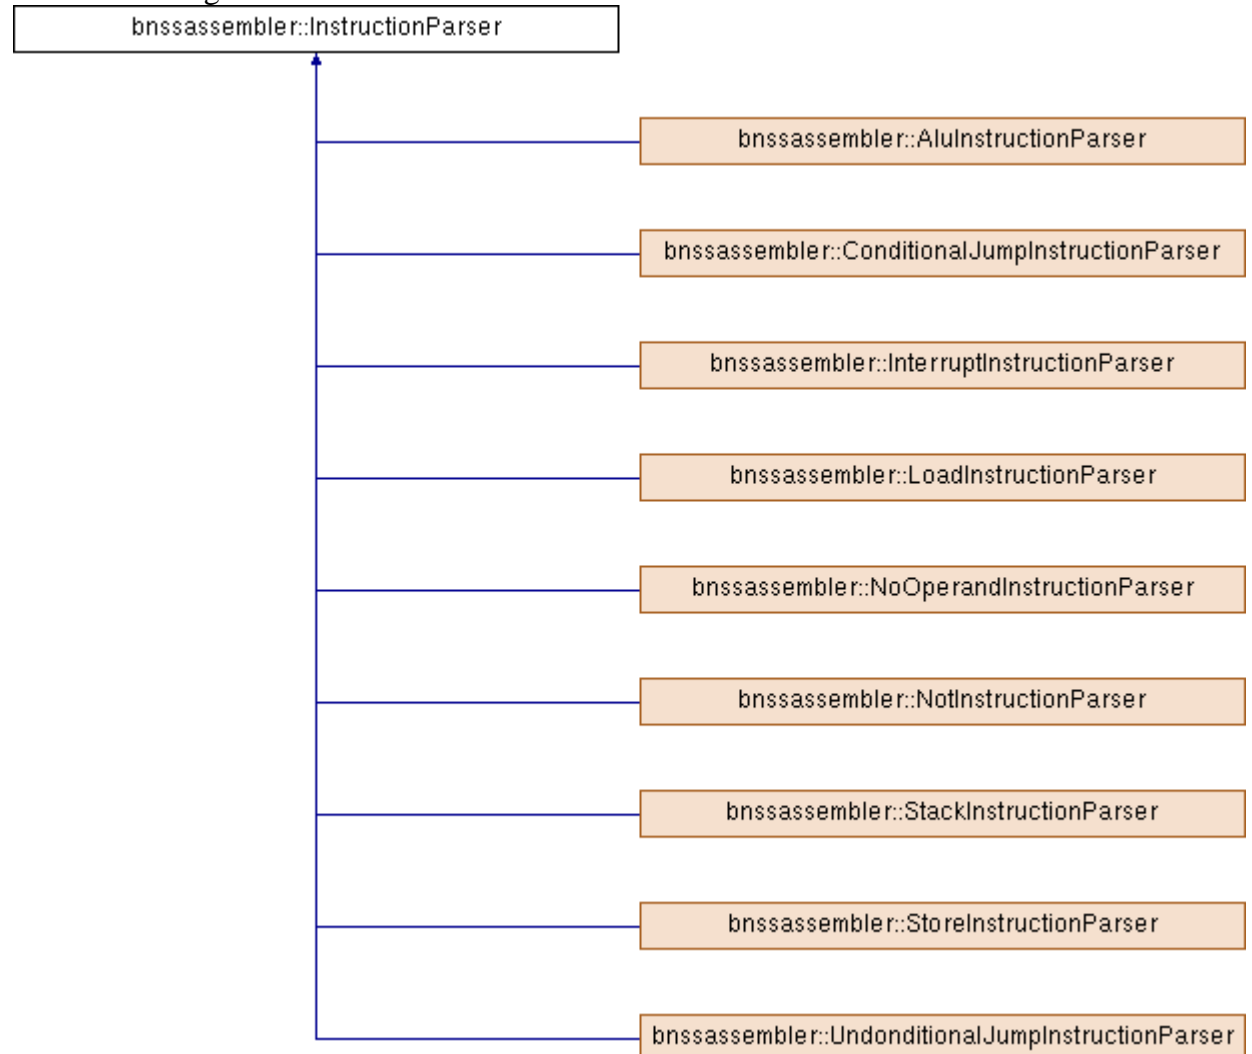 bnssassembler::InstructionParser
bnssassembler::AluInstructionParser
bnssassembler::ConditionalJumpInstructionParser
bnssassembler::InterruptInstructionParser
bnssassembler::LoadInstructionParser
bnssassembler::NoOperandInstructionParser
bnssassembler::NotInstructionParser
bnssassembler::StackInstructionParser
bnssassembler::StoreInstructionParser
bnssassembler::UndonditionalJumpInstructionParser